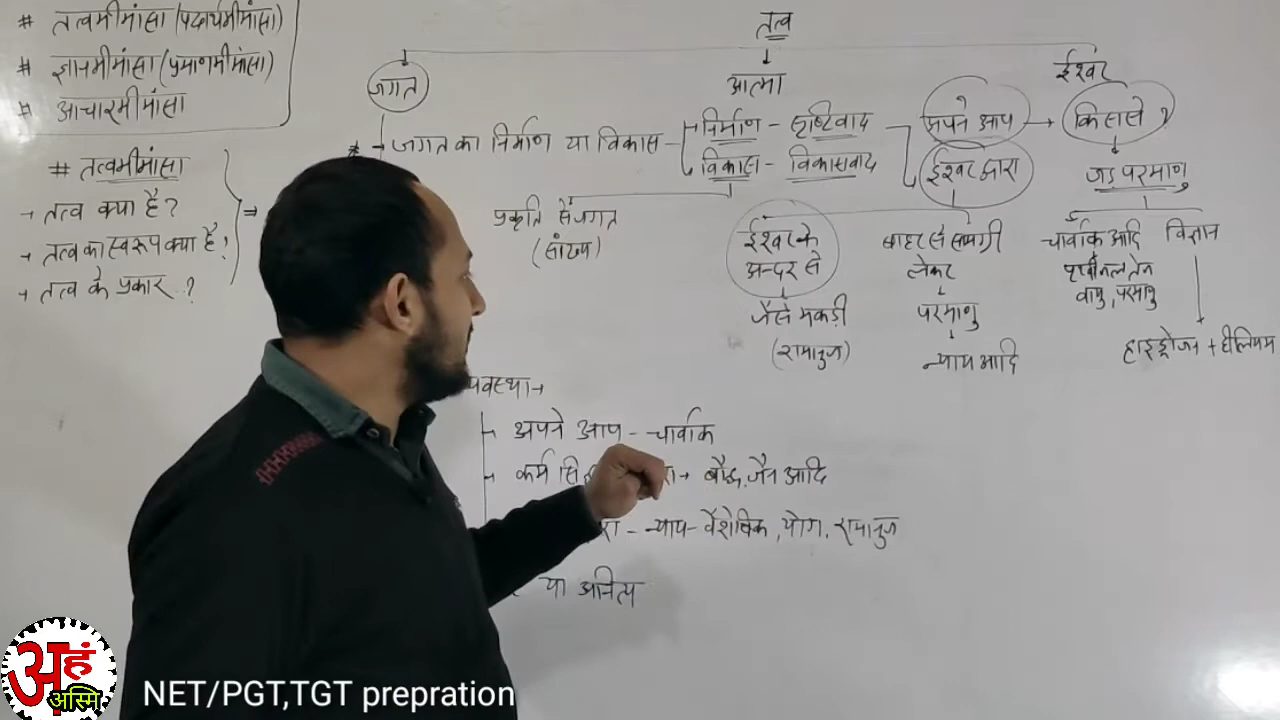 # तत्वमीमांसा (पदार्थमीमांसा)
# ज्ञानमीमांसा (प्रमाणमीमांसा)
# आचारमीमांसा
# तत्वमीमांसा
→ तत्व क्या है ?
→ तत्व का स्वरूप क्या है ?
→ तत्व के प्रकार ?
तत्व
जगत
आत्मा
ईश्वर
→ जगत का निर्माण या विकास
निर्माण - सृष्टिवाद
विकास - विकासवाद
अपने आप → किससे ?
ईश्वर द्वारा
जड़ परमाणु
प्रकृति से जगत
(सांख्य)
ईश्वर के
अन्दर से
जैसे मकड़ी
(रामानुज)
बाहर से सामग्री
लेकर
परमाणु
न्याय आदि
चार्वाक आदि
पृथ्वी जल तेज
वायु, परमाणु
विज्ञान
हाइड्रोजन + हीलियम
→ अपने आप - चार्वाक
→ कर्म → बौद्ध, जैन आदि
- न्याय - वैशेषिक, योग, रामानुज
या अनित्य
अहं
अस्मि
NET/PGT,TGT prepration